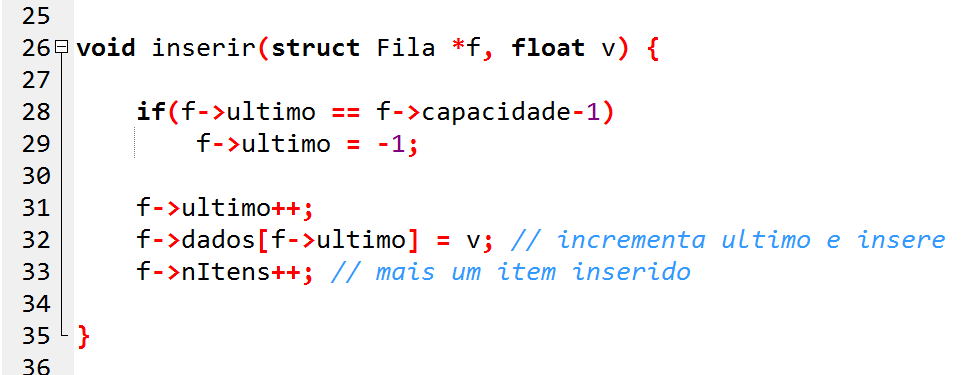 25
26 void inserir(struct Fila *f, float v) {
27
28 if(f->ultimo == f->capacidade-1)
29 f->ultimo = -1;
30
31 f->ultimo++;
32 f->dados[f->ultimo] = v; // incrementa ultimo e insere
33 f->nItens++; // mais um item inserido
34
35 }
36